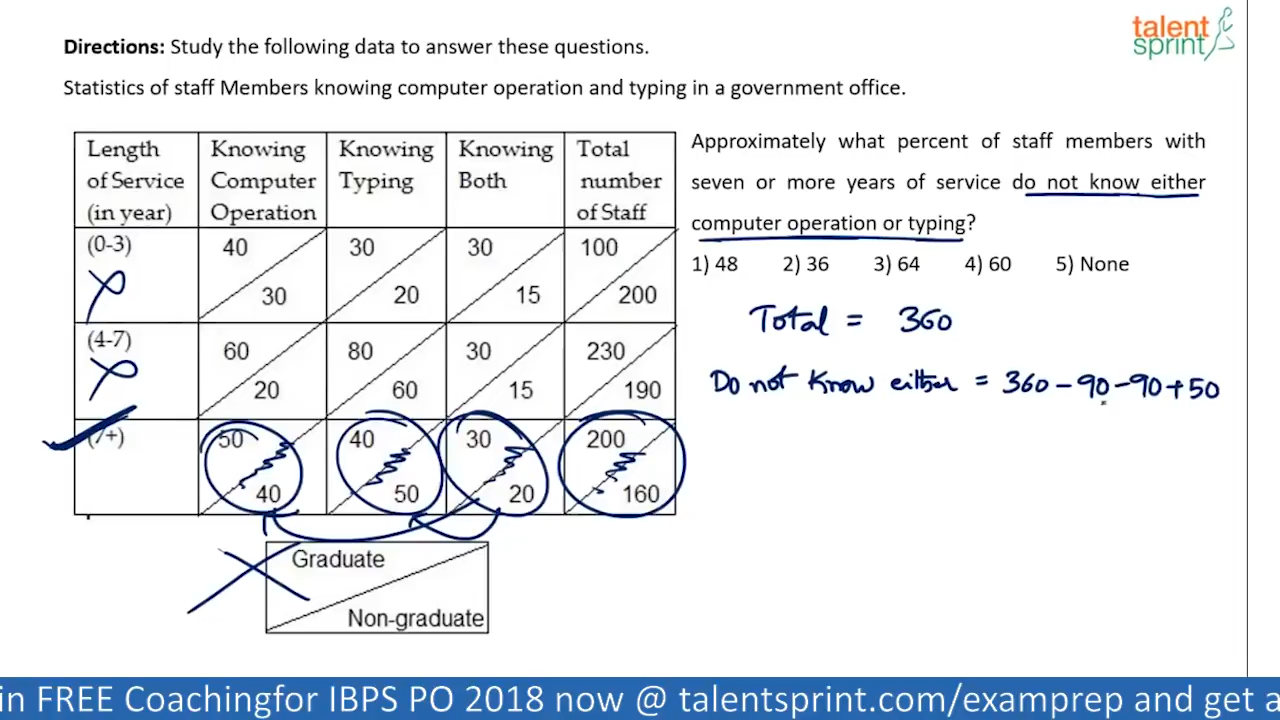 talent
sprint
Directions: Study the following data to answer these questions.
Statistics of staff Members knowing computer operation and typing in a government office.
Length of Service (in year) Knowing Computer Operation Knowing Typing Knowing Both Total number of Staff
(0-3) 40 30 30 100
30 20 15 200
(4-7) 60 80 30 230
20 60 15 190
(7+) 50 40 30 200
40 50 20 160
Graduate
Non-graduate
Approximately what percent of staff members with
seven or more years of service do not know either
computer operation or typing?
1) 48 2) 36 3) 64 4) 60 5) None
Total = 360
Do not know either = 360 - 90 - 90 + 50
in FREE Coachingfor IBPS PO 2018 now @ talentsprint.com/examprep and get a